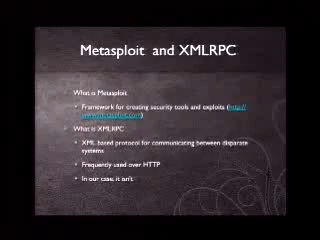 Metasploit and XMLRPC
What is Metasploit
Framework for creating security tools and exploits (http://
www.metasploit.com)
What is XMLRPC
XML based protocol for communicating between disparate
systems
Frequently used over HTTP
In our case, it isn't